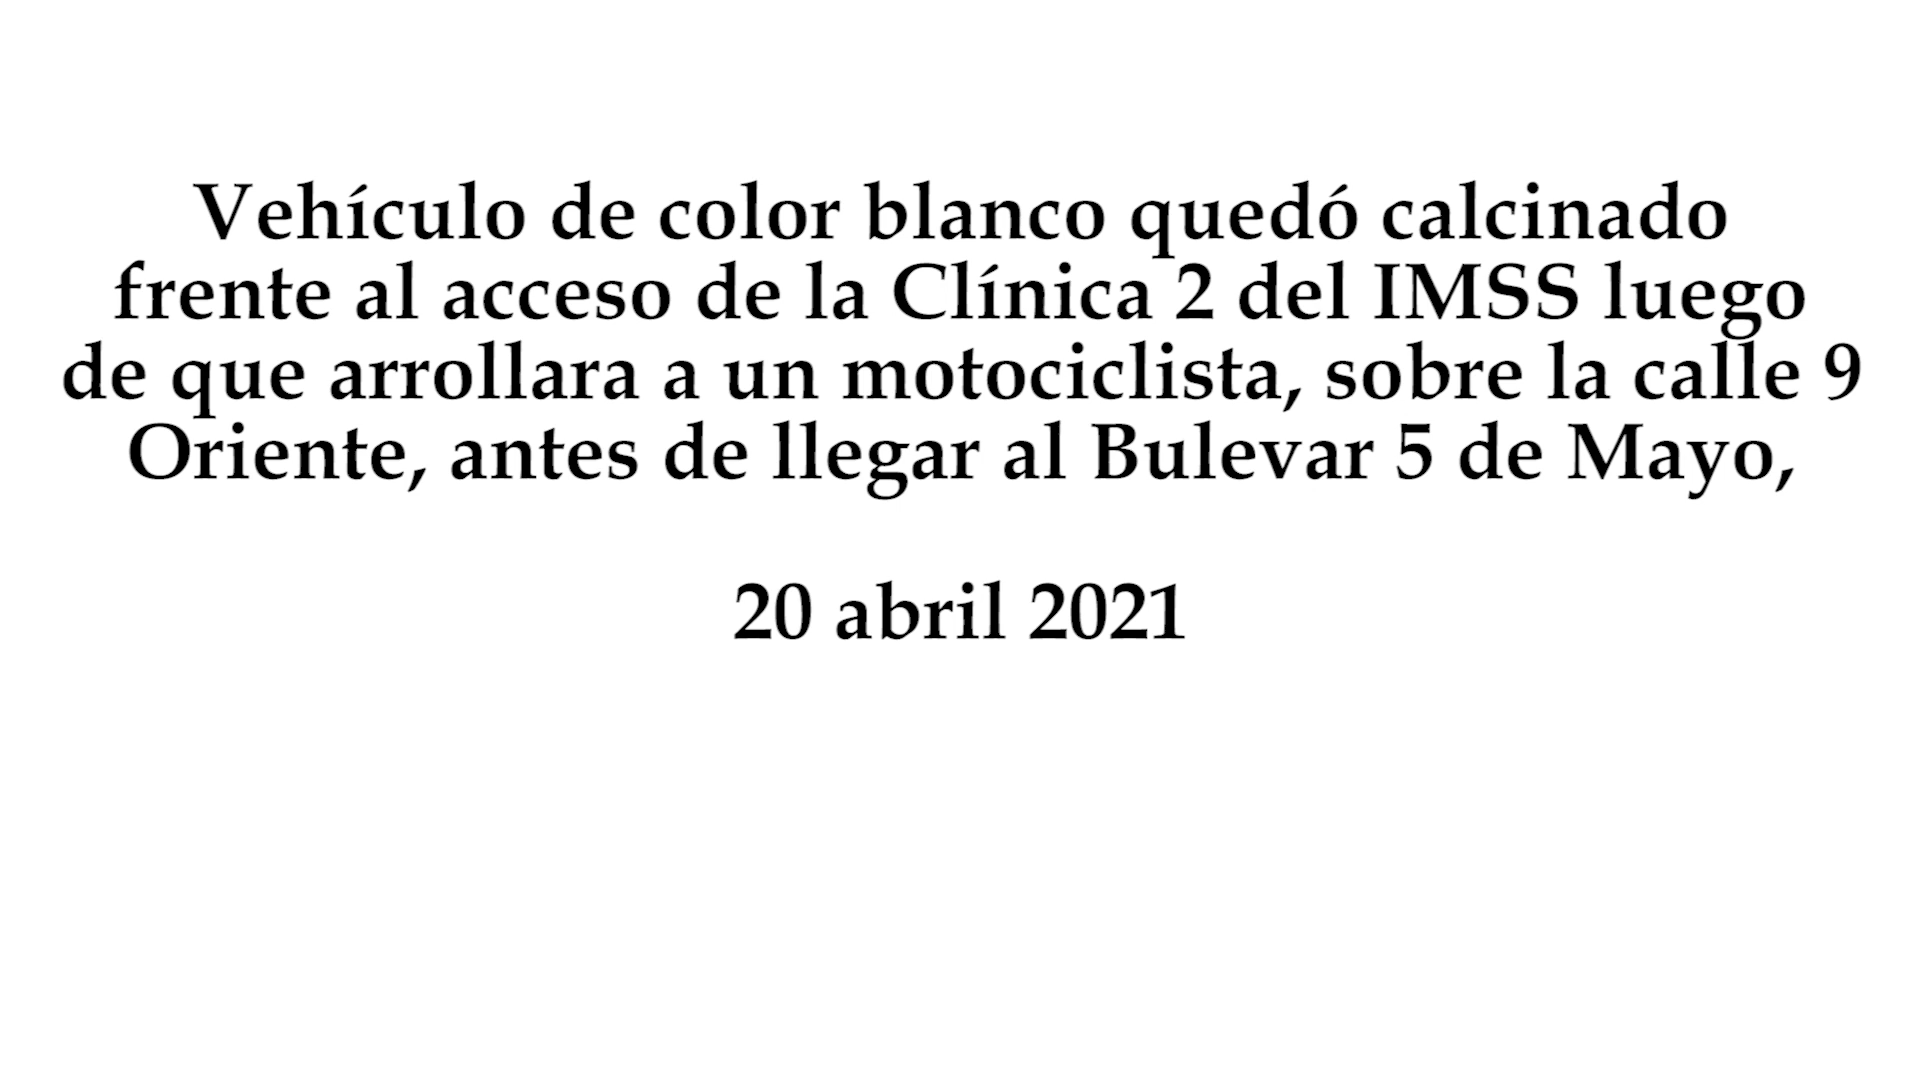 Vehículo de color blanco quedó calcinado
frente al acceso de la Clínica 2 del IMSS luego
de que arrollara a un motociclista, sobre la calle 9
Oriente, antes de llegar al Bulevar 5 de Mayo,
20 abril 2021